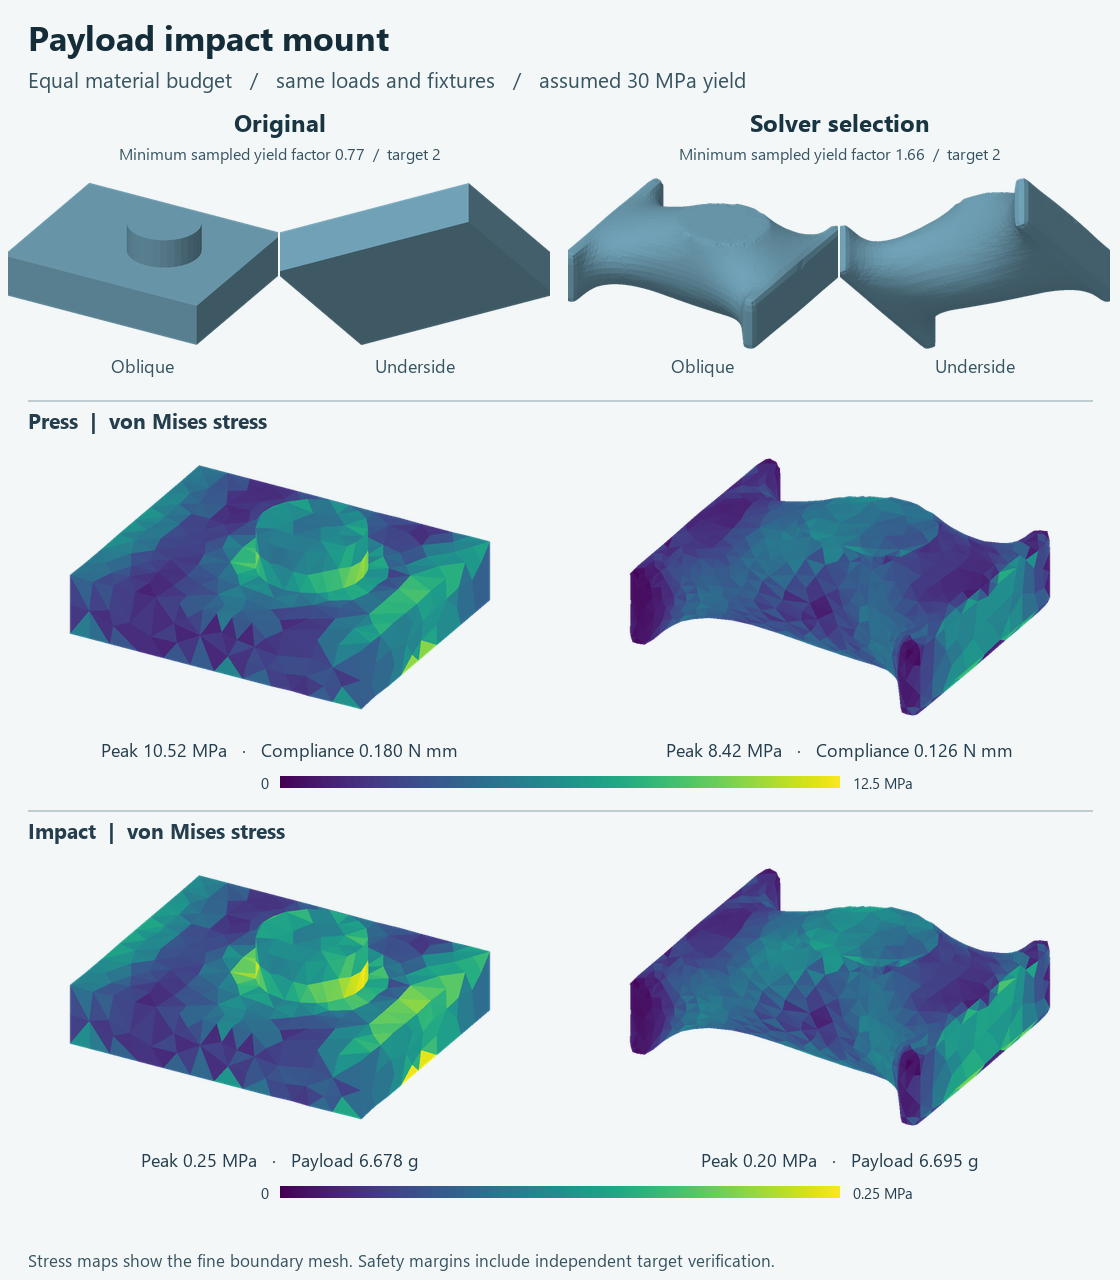 Payload impact mount
Equal material budget / same loads and fixtures / assumed 30 MPa yield
Original
Minimum sampled yield factor 0.77 / target 2
Solver selection
Minimum sampled yield factor 1.66 / target 2
Oblique
Underside
Oblique
Underside
Press | von Mises stress
Peak 10.52 MPa · Compliance 0.180 N mm
Peak 8.42 MPa · Compliance 0.126 N mm
0
12.5 MPa
Impact | von Mises stress
Peak 0.25 MPa · Payload 6.678 g
Peak 0.20 MPa · Payload 6.695 g
0
0.25 MPa
Stress maps show the fine boundary mesh. Safety margins include independent target verification.